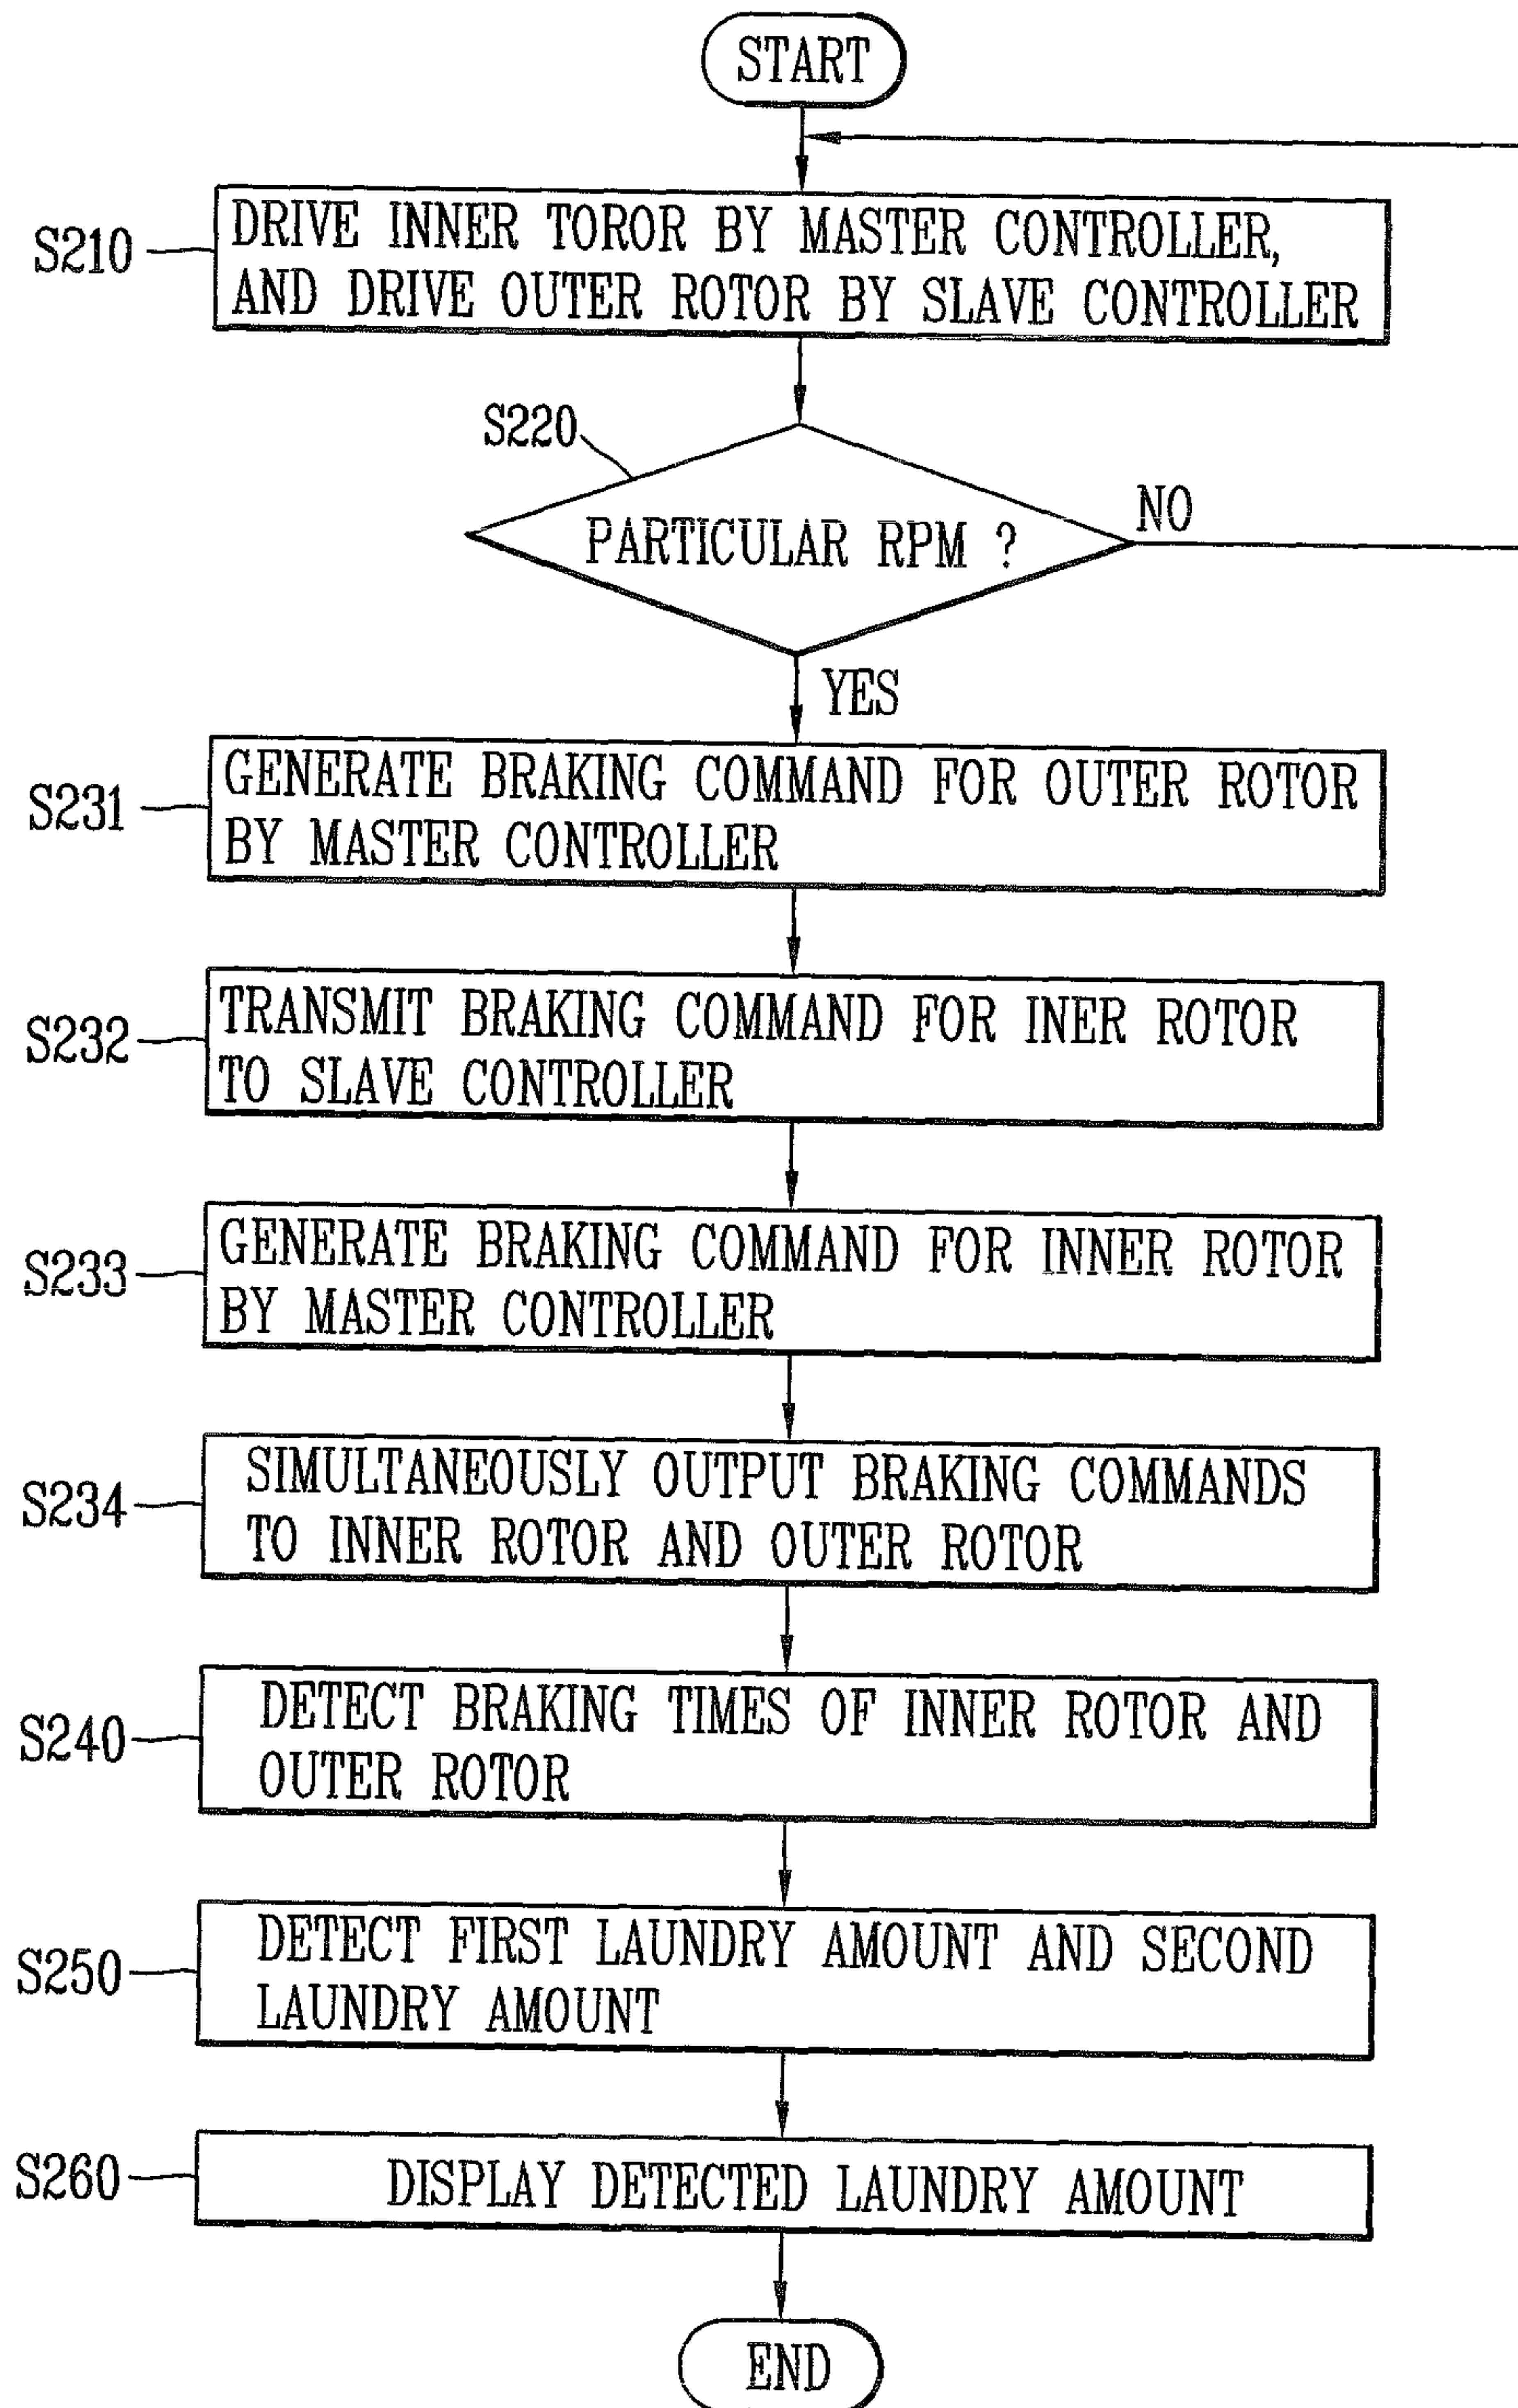 START
S210
DRIVE INNER TOROR BY MASTER CONTROLLER,
AND DRIVE OUTER ROTOR BY SLAVE CONTROLLER
S220
PARTICULAR RPM ?
NO
YES
S231
GENERATE BRAKING COMMAND FOR OUTER ROTOR
BY MASTER CONTROLLER
S232
TRANSMIT BRAKING COMMAND FOR INER ROTOR
TO SLAVE CONTROLLER
S233
GENERATE BRAKING COMMAND FOR INNER ROTOR
BY MASTER CONTROLLER
S234
SIMULTANEOUSLY OUTPUT BRAKING COMMANDS
TO INNER ROTOR AND OUTER ROTOR
S240
DETECT BRAKING TIMES OF INNER ROTOR AND
OUTER ROTOR
S250
DETECT FIRST LAUNDRY AMOUNT AND SECOND
LAUNDRY AMOUNT
S260
DISPLAY DETECTED LAUNDRY AMOUNT
END